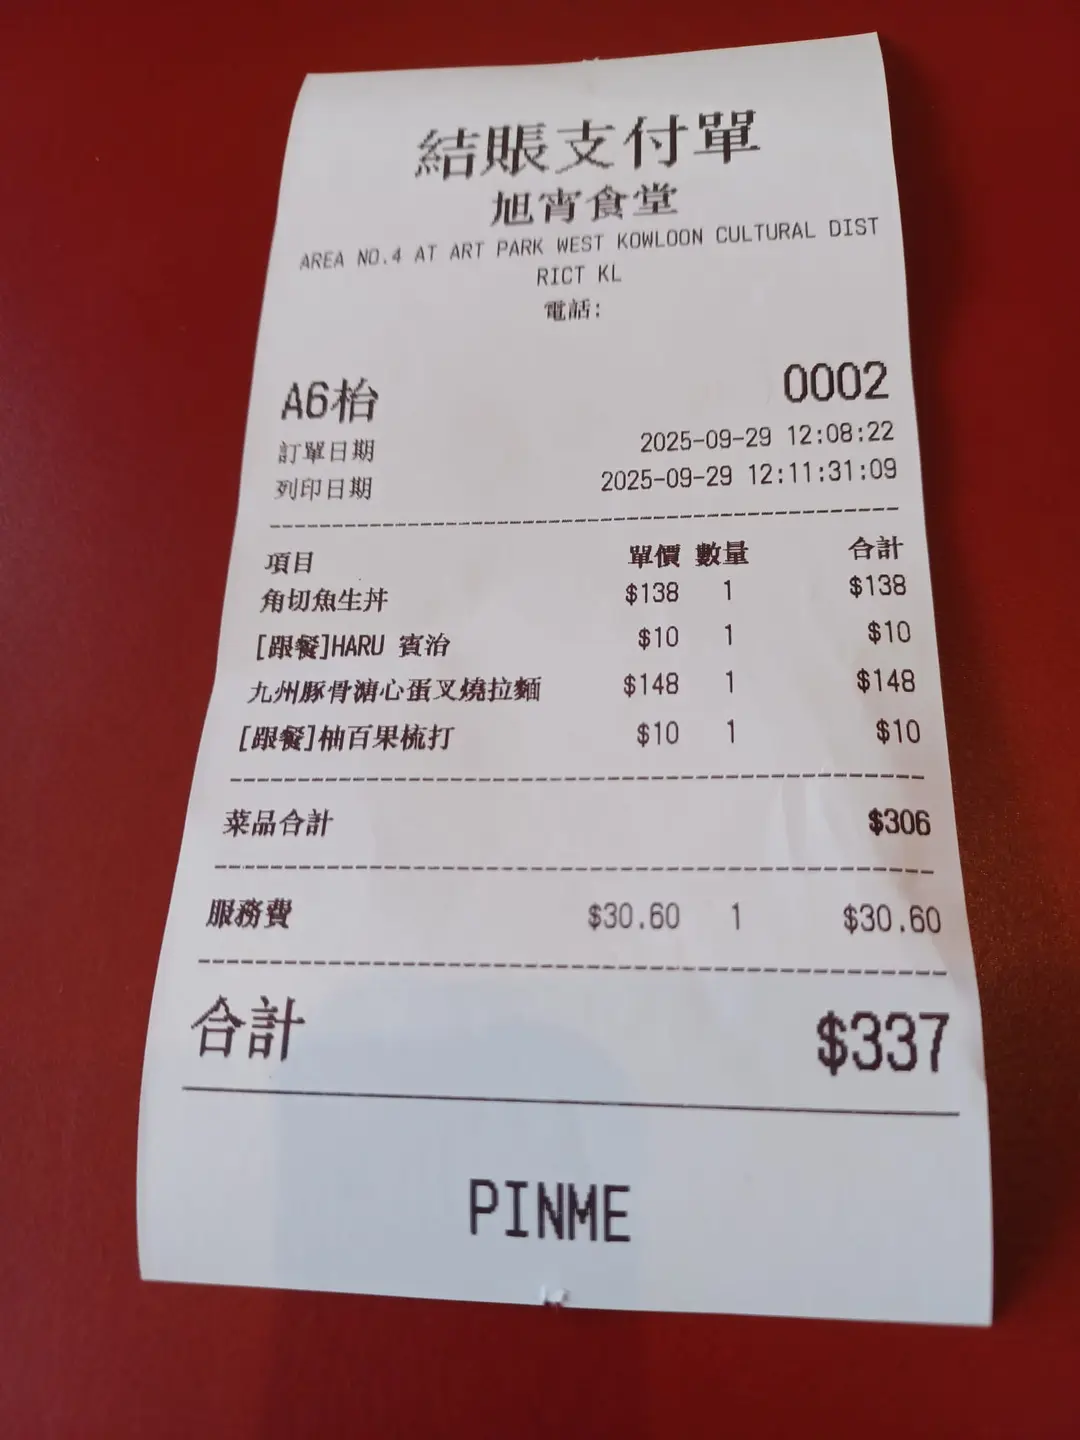 結賬支付單
旭宵食堂
AREA NO.4 AT ART PARK WEST KOWLOON CULTURAL DIST
RICT KL
電話:
A6枱 0002
訂單日期 2025-09-29 12:08:22
列印日期 2025-09-29 12:11:31:09
項目 單價 數量 合計
角切魚生丼 $138 1 $138
[跟餐]HARU 賓治 $10 1 $10
九州豚骨溏心蛋叉燒拉麵 $148 1 $148
[跟餐]柚百果梳打 $10 1 $10
菜品合計 $306
服務費 $30.60 1 $30.60
合計 $337
PINME